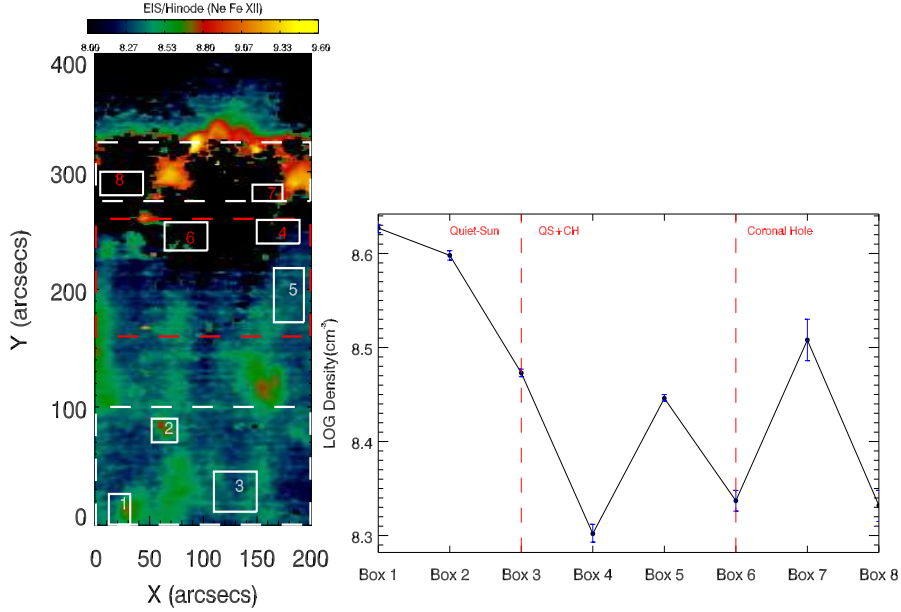 EIS/Hinode (Ne Fe XII)
8.00 8.27 8.53 8.80 9.07 9.33 9.60
400
300
200
100
0
Y (arcsecs)
0 50 100 150 200
X (arcsecs)
8
7
6
4
5
2
3
1
LOG Density(cm⁻³)
8.6
8.5
8.4
8.3
Quiet-Sun QS+CH Coronal Hole
Box 1 Box 2 Box 3 Box 4 Box 5 Box 6 Box 7 Box 8